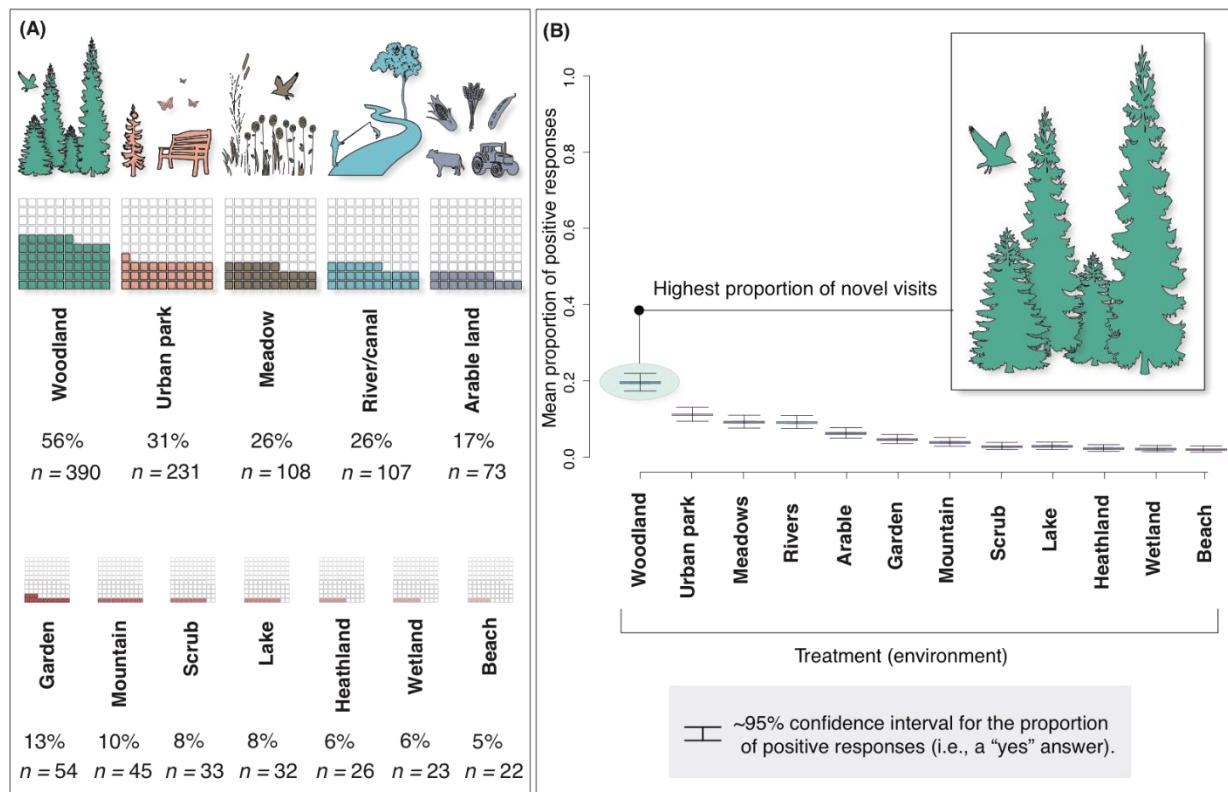 (A)
Woodland
Urban park
Meadow
River/canal
Arable land
56%
31%
26%
26%
17%
n = 390
n = 231
n = 108
n = 107
n = 73
Garden
Mountain
Scrub
Lake
Heathland
Wetland
Beach
13%
10%
8%
8%
6%
6%
5%
n = 54
n = 45
n = 33
n = 32
n = 26
n = 23
n = 22
(B)
Mean proportion of positive responses
1.0
0.8
0.6
0.4
0.2
0.0
Highest proportion of novel visits
Woodland
Urban park
Meadows
Rivers
Arable
Garden
Mountain
Scrub
Lake
Heathland
Wetland
Beach
Treatment (environment)
~95% confidence interval for the proportion
of positive responses (i.e., a “yes” answer).